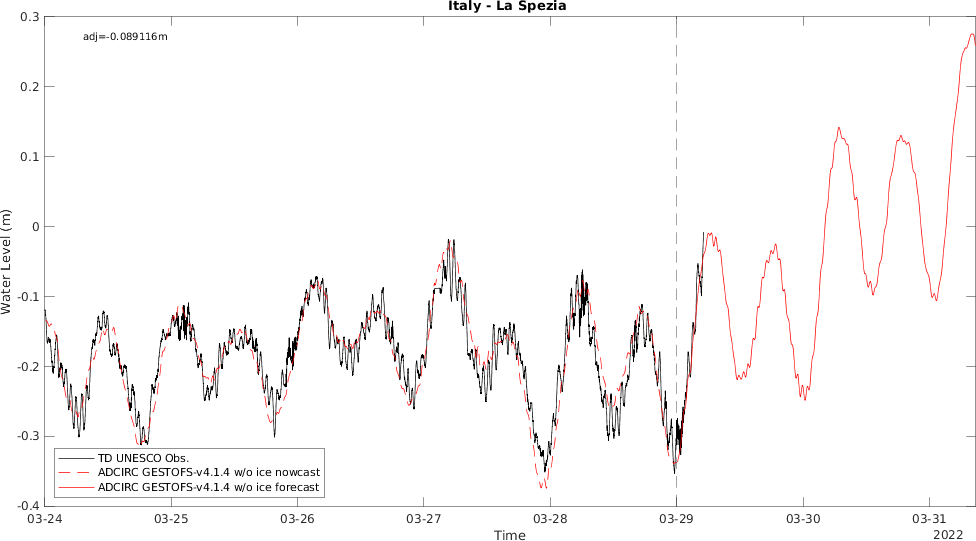 Italy - La Spezia
adj=-0.089116m
0.3
0.2
0.1
0
-0.1
-0.2
-0.3
-0.4
Water Level (m)
TD UNESCO Obs.
ADCIRC GESTOFS-v4.1.4 w/o ice nowcast
ADCIRC GESTOFS-v4.1.4 w/o ice forecast
03-24 03-25 03-26 03-27 03-28 03-29 03-30 03-31
Time
2022